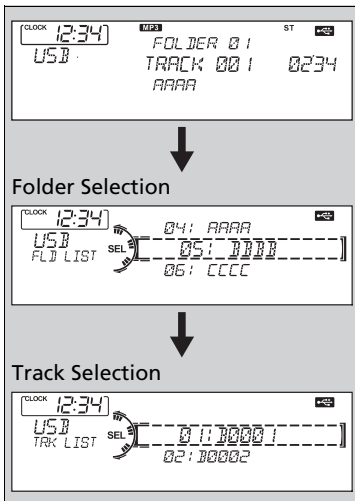 CLOCK 12:34 MP3 FOLDER 01 ST
USB TRACK 001 02'34
AAAA
Folder Selection
CLOCK 12:34 04: AAAA
USB SEL 05: BBBB
FLD LIST 06: CCCC
Track Selection
CLOCK 12:34
USB SEL 01: B0001
TRK LIST 02: B0002